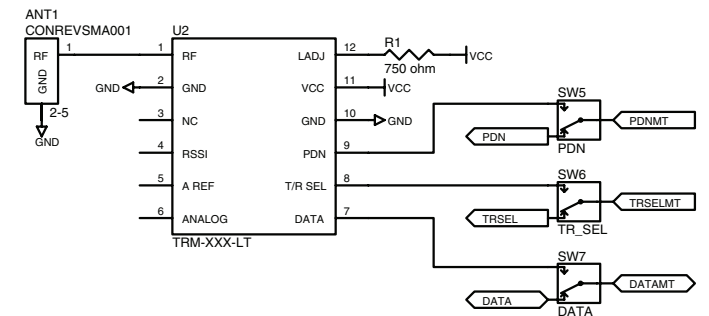 ANT1
CONREVSMA001
RF
GND
1
2-5
GND
U2
1 RF
2 GND
GND
3 NC
4 RSSI
5 A REF
6 ANALOG
LADJ 12
VCC 11
GND 10
PDN 9
T/R SEL 8
DATA 7
TRM-XXX-LT
R1
750 ohm
VCC
VCC
GND
SW5
PDN
PDNMT
PDN
SW6
TRSEL
TRSELMT
TR_SEL
SW7
DATA
DATAMT
DATA